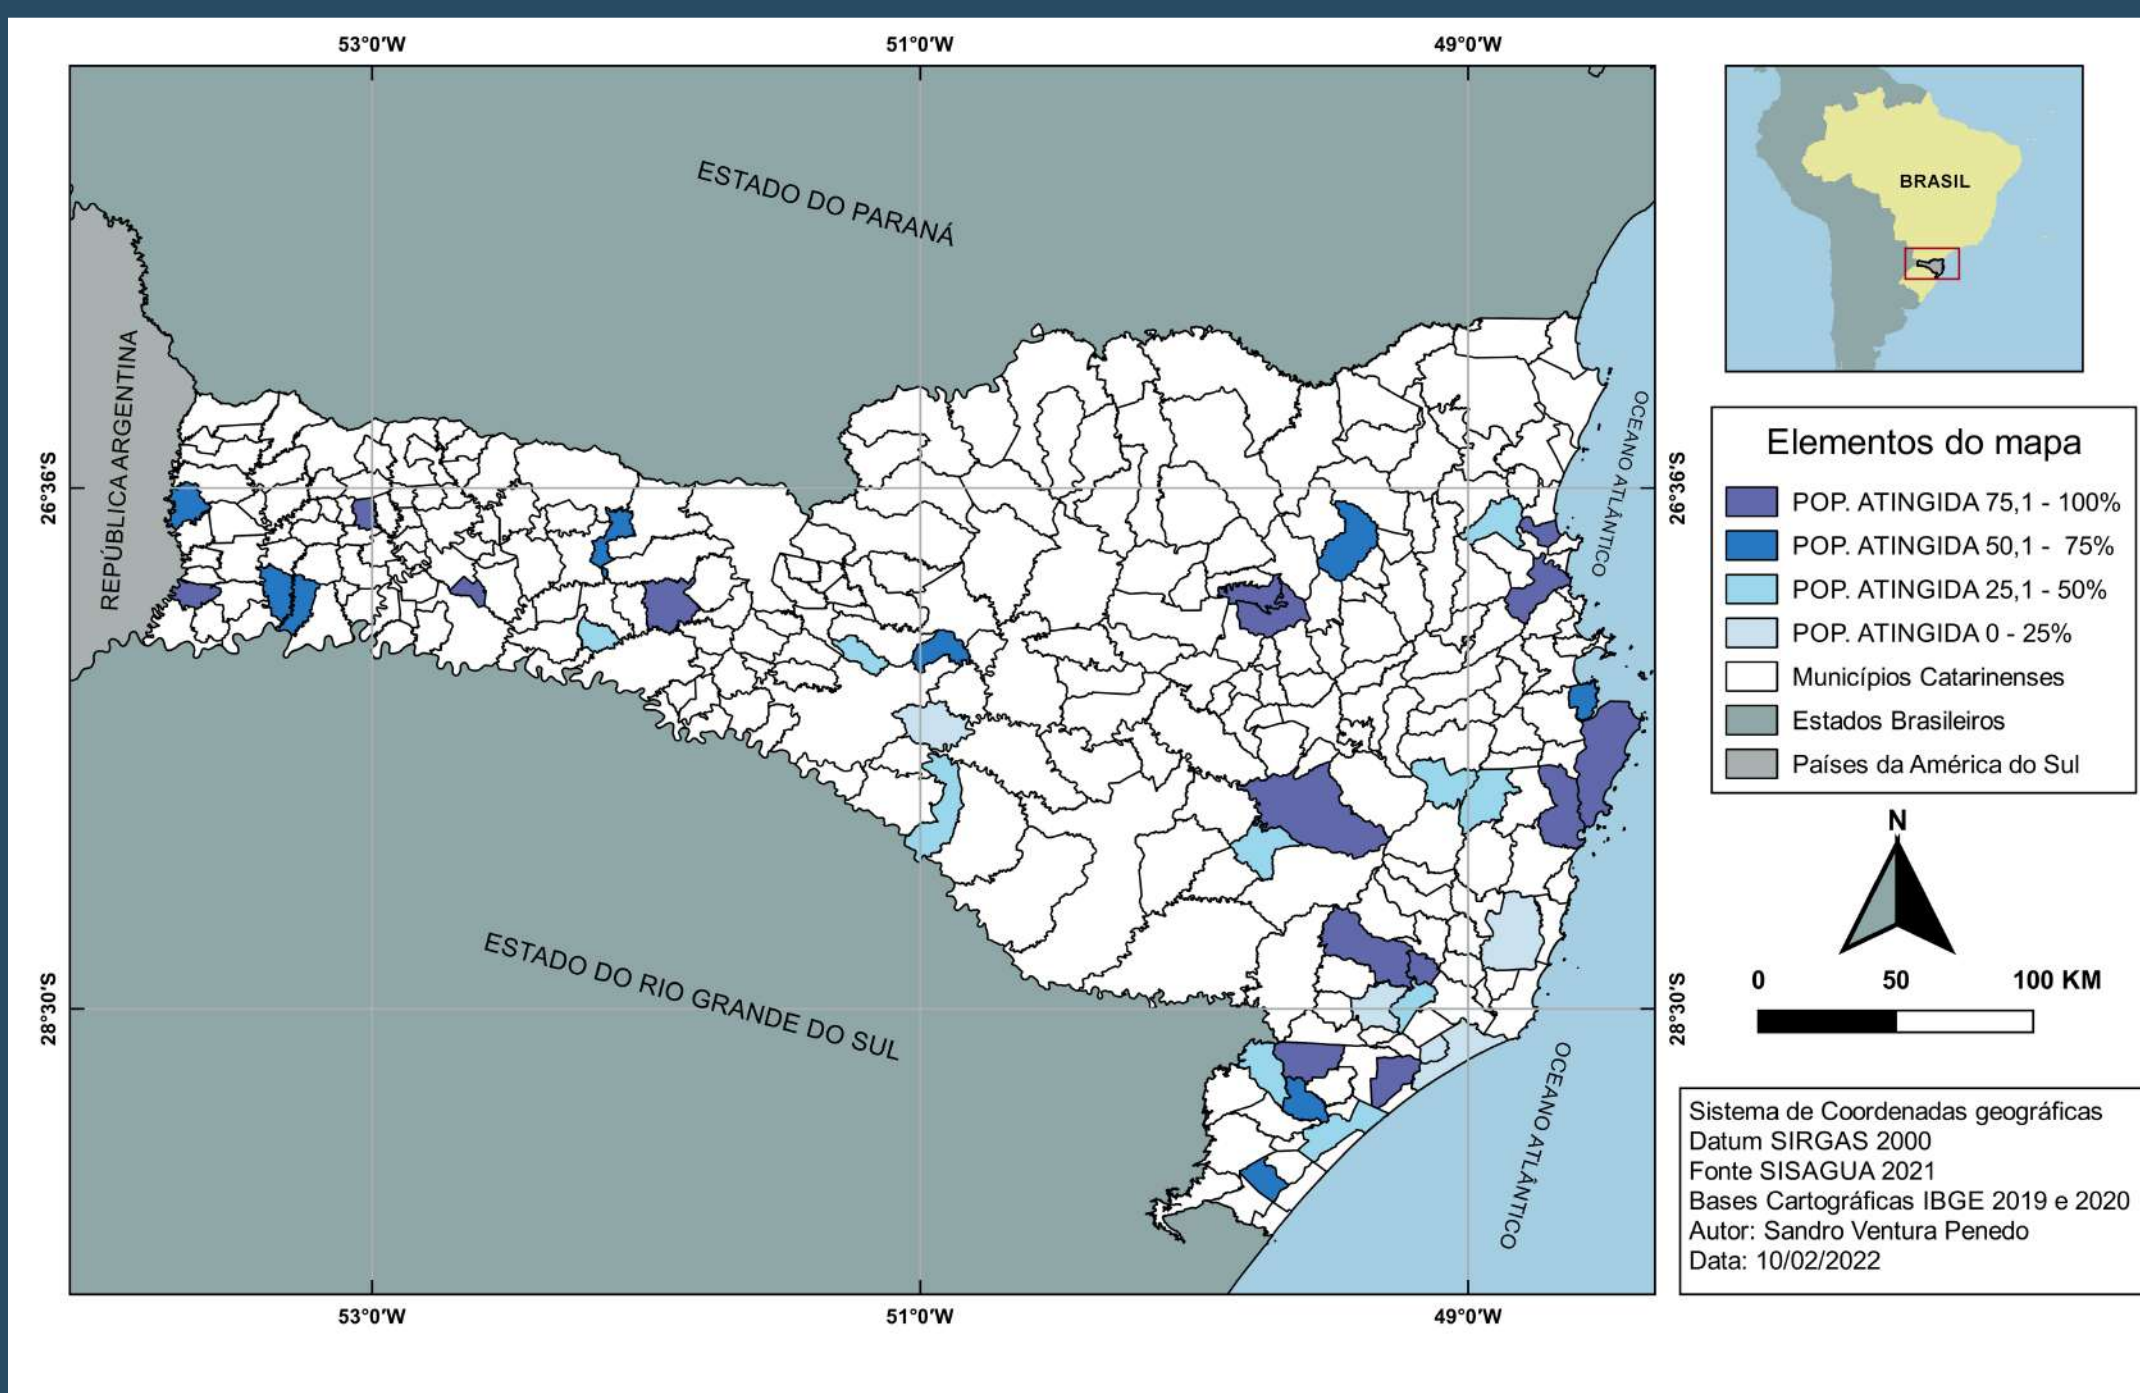 53°0'W
51°0'W
49°0'W
ESTADO DO PARANÁ
REPÚBLICA ARGENTINA
26°36'S
26°36'S
OCEANO ATLÂNTICO
ESTADO DO RIO GRANDE DO SUL
28°30'S
28°30'S
OCEANO ATLÂNTICO
53°0'W
51°0'W
49°0'W
BRASIL
Elementos do mapa
POP. ATINGIDA 75,1 - 100%
POP. ATINGIDA 50,1 - 75%
POP. ATINGIDA 25,1 - 50%
POP. ATINGIDA 0 - 25%
Municípios Catarinenses
Estados Brasileiros
Países da América do Sul
N
0 50 100 KM
Sistema de Coordenadas geográficas
Datum SIRGAS 2000
Fonte SISAGUA 2021
Bases Cartográficas IBGE 2019 e 2020
Autor: Sandro Ventura Penedo
Data: 10/02/2022